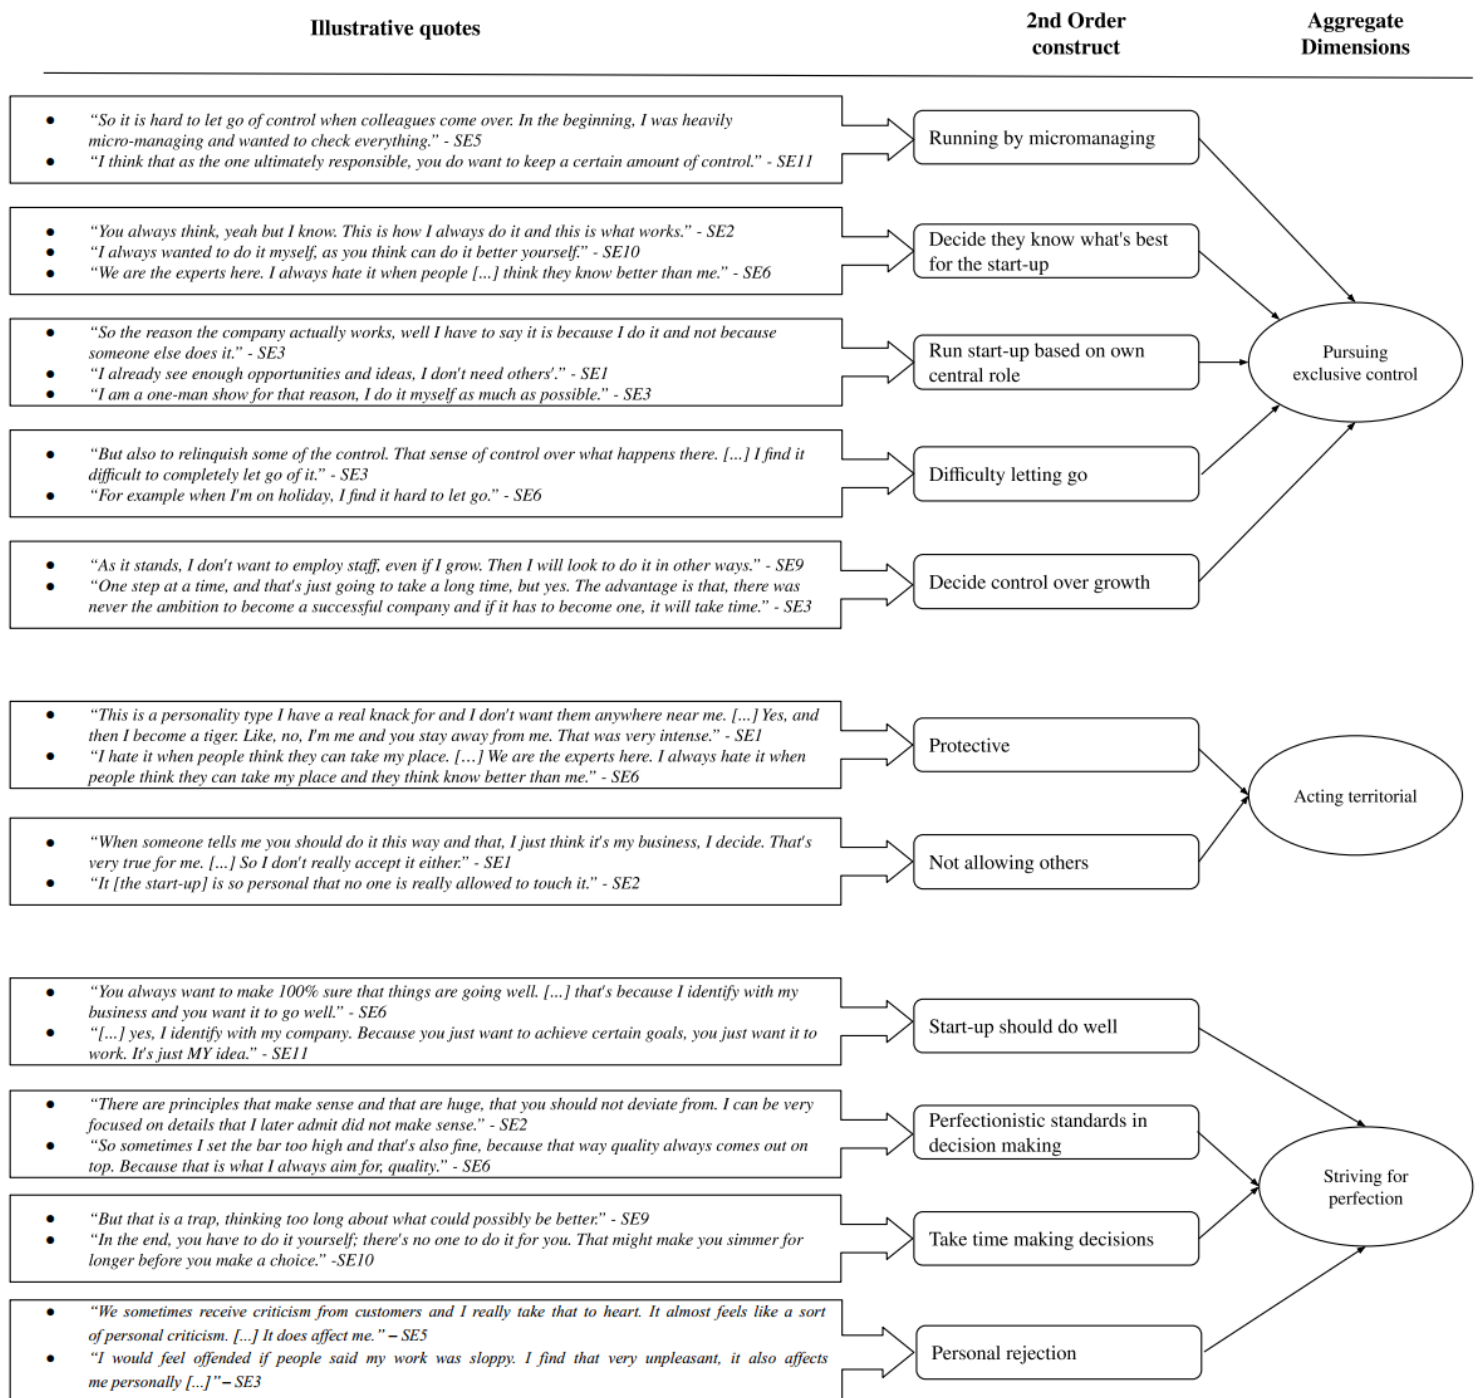 Illustrative quotes
2nd Order
construct
Aggregate
Dimensions
● “So it is hard to let go of control when colleagues come over. In the beginning, I was heavily
micro-managing and wanted to check everything.” - SE5
● “I think that as the one ultimately responsible, you do want to keep a certain amount of control.” - SE11
Running by micromanaging
● “You always think, yeah but I know. This is how I always do it and this is what works.” - SE2
● “I always wanted to do it myself, as you think can do it better yourself.” - SE10
● “We are the experts here. I always hate it when people [...] think they know better than me.” - SE6
Decide they know what's best
for the start-up
● “So the reason the company actually works, well I have to say it is because I do it and not because
someone else does it.” - SE3
● “I already see enough opportunities and ideas, I don't need others'.” - SE1
● “I am a one-man show for that reason, I do it myself as much as possible.” - SE3
Run start-up based on own
central role
Pursuing
exclusive control
● “But also to relinquish some of the control. That sense of control over what happens there. [...] I find it
difficult to completely let go of it.” - SE3
● “For example when I'm on holiday, I find it hard to let go.” - SE6
Difficulty letting go
● “As it stands, I don't want to employ staff, even if I grow. Then I will look to do it in other ways.” - SE9
● “One step at a time, and that's just going to take a long time, but yes. The advantage is that, there was
never the ambition to become a successful company and if it has to become one, it will take time.” - SE3
Decide control over growth
● “This is a personality type I have a real knack for and I don't want them anywhere near me. [...] Yes, and
then I become a tiger. Like, no, I'm me and you stay away from me. That was very intense.” - SE1
● “I hate it when people think they can take my place. […] We are the experts here. I always hate it when
people think they can take my place and they think know better than me.” - SE6
Protective
Acting territorial
● “When someone tells me you should do it this way and that, I just think it's my business, I decide. That's
very true for me. [...] So I don't really accept it either.” - SE1
● “It [the start-up] is so personal that no one is really allowed to touch it.” - SE2
Not allowing others
● “You always want to make 100% sure that things are going well. [...] that's because I identify with my
business and you want it to go well.” - SE6
● “[...] yes, I identify with my company. Because you just want to achieve certain goals, you just want it to
work. It's just MY idea.” - SE11
Start-up should do well
● “There are principles that make sense and that are huge, that you should not deviate from. I can be very
focused on details that I later admit did not make sense.” - SE2
● “So sometimes I set the bar too high and that's also fine, because that way quality always comes out on
top. Because that is what I always aim for, quality.” - SE6
Perfectionistic standards in
decision making
Striving for
perfection
● “But that is a trap, thinking too long about what could possibly be better.” - SE9
● “In the end, you have to do it yourself; there's no one to do it for you. That might make you simmer for
longer before you make a choice.” -SE10
Take time making decisions
● “We sometimes receive criticism from customers and I really take that to heart. It almost feels like a sort
of personal criticism. [...] It does affect me.” – SE5
● “I would feel offended if people said my work was sloppy. I find that very unpleasant, it also affects
me personally [...]” – SE3
Personal rejection